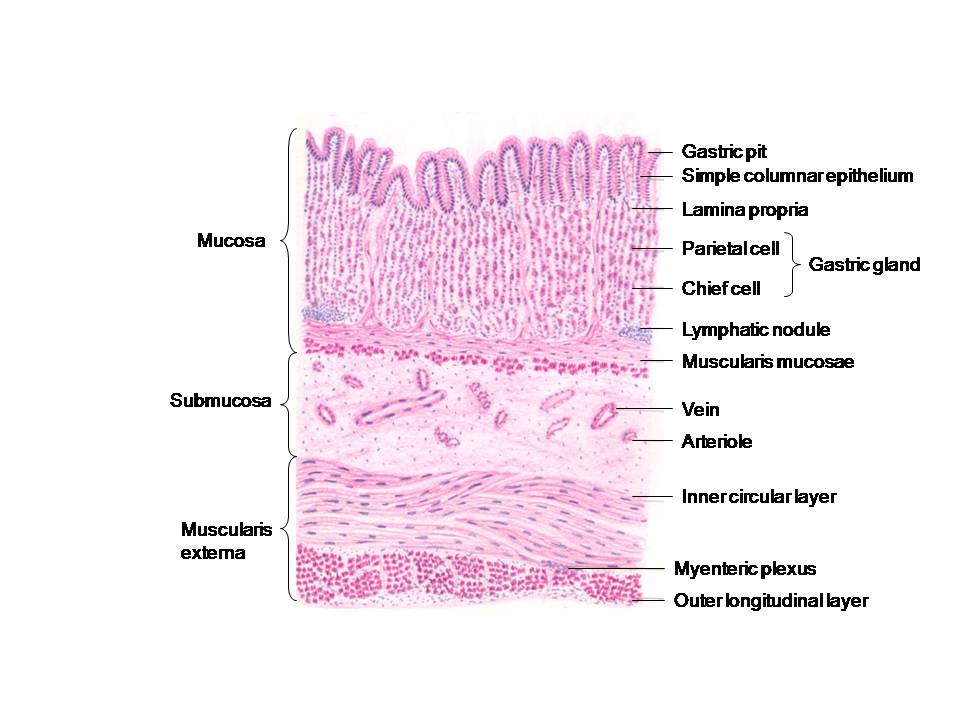 Gastric pit
Simple columnar epithelium
Lamina propria
Mucosa
Parietal cell
Gastric gland
Chief cell
Lymphatic nodule
Muscularis mucosae
Submucosa
Vein
Arteriole
Inner circular layer
Muscularis
externa
Myenteric plexus
Outer longitudinal layer